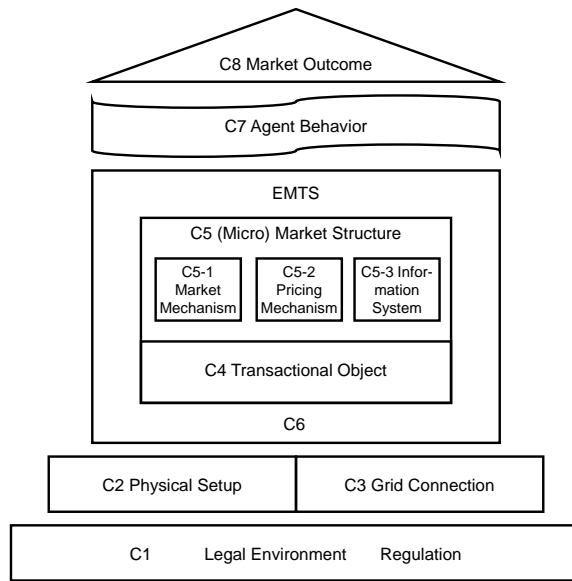 C8 Market Outcome
C7 Agent Behavior
EMTS
C5 (Micro) Market Structure
C5-1
Market
Mechanism
C5-2
Pricing
Mechanism
C5-3 Infor-
mation
System
C4 Transactional Object
C6
C2 Physical Setup
C3 Grid Connection
C1 Legal Environment Regulation